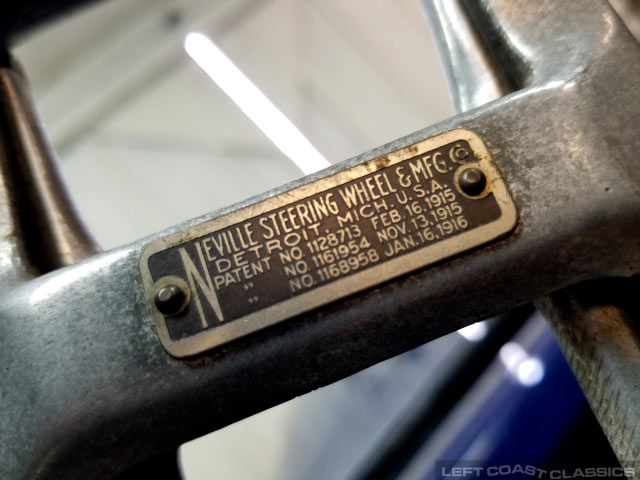 NEVILLE STEERING WHEEL & MFG. Co
DETROIT, MICH. U.S.A.
PATENT NO. 1128713 FEB. 16, 1915
" NO. 1161954 NOV. 13, 1915
" NO. 1168958 JAN. 16, 1916
LEFT COAST CLASSICS